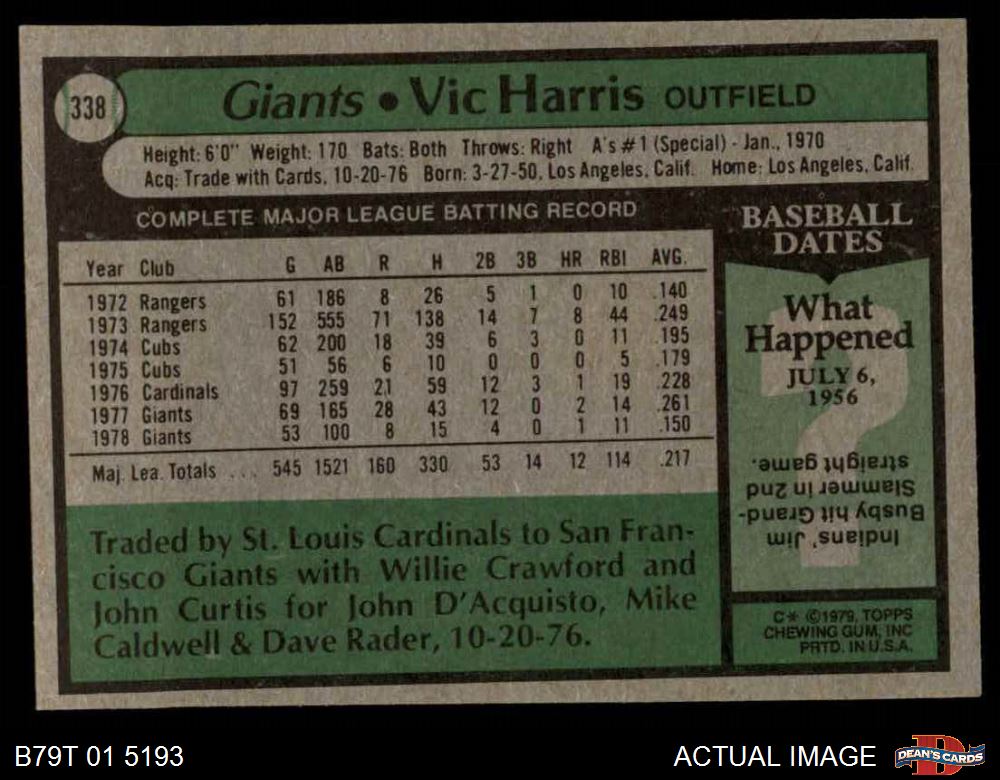 338
Giants • Vic Harris OUTFIELD
Height: 6'0" Weight: 170 Bats: Both Throws: Right A's #1 (Special) - Jan., 1970
Acq: Trade with Cards, 10-20-76 Born: 3-27-50, Los Angeles, Calif. Home: Los Angeles, Calif.
COMPLETE MAJOR LEAGUE BATTING RECORD
Year Club G AB R H 2B 3B HR RBI AVG.
1972 Rangers 61 186 8 26 5 1 0 10 .140
1973 Rangers 152 555 71 138 14 7 8 44 .249
1974 Cubs 62 200 18 39 6 3 0 11 .195
1975 Cubs 51 56 6 10 0 0 0 5 .179
1976 Cardinals 97 259 21 59 12 3 1 19 .228
1977 Giants 69 165 28 43 12 0 2 14 .261
1978 Giants 53 100 8 15 4 0 1 11 .150
Maj. Lea. Totals ... 545 1521 160 330 53 14 12 114 .217
Traded by St. Louis Cardinals to San Fran-
cisco Giants with Willie Crawford and
John Curtis for John D'Acquisto, Mike
Caldwell & Dave Rader, 10-20-76.
BASEBALL
DATES
What
Happened
JULY 6,
1956
Indians' Jim
Busby hit Grand-
Slammer in 2nd
straight game.
C* ©1979, TOPPS
CHEWING GUM, INC
PRTD. IN U.S.A.
B79T 01 5193
ACTUAL IMAGE
D
DEAN'S CARDS